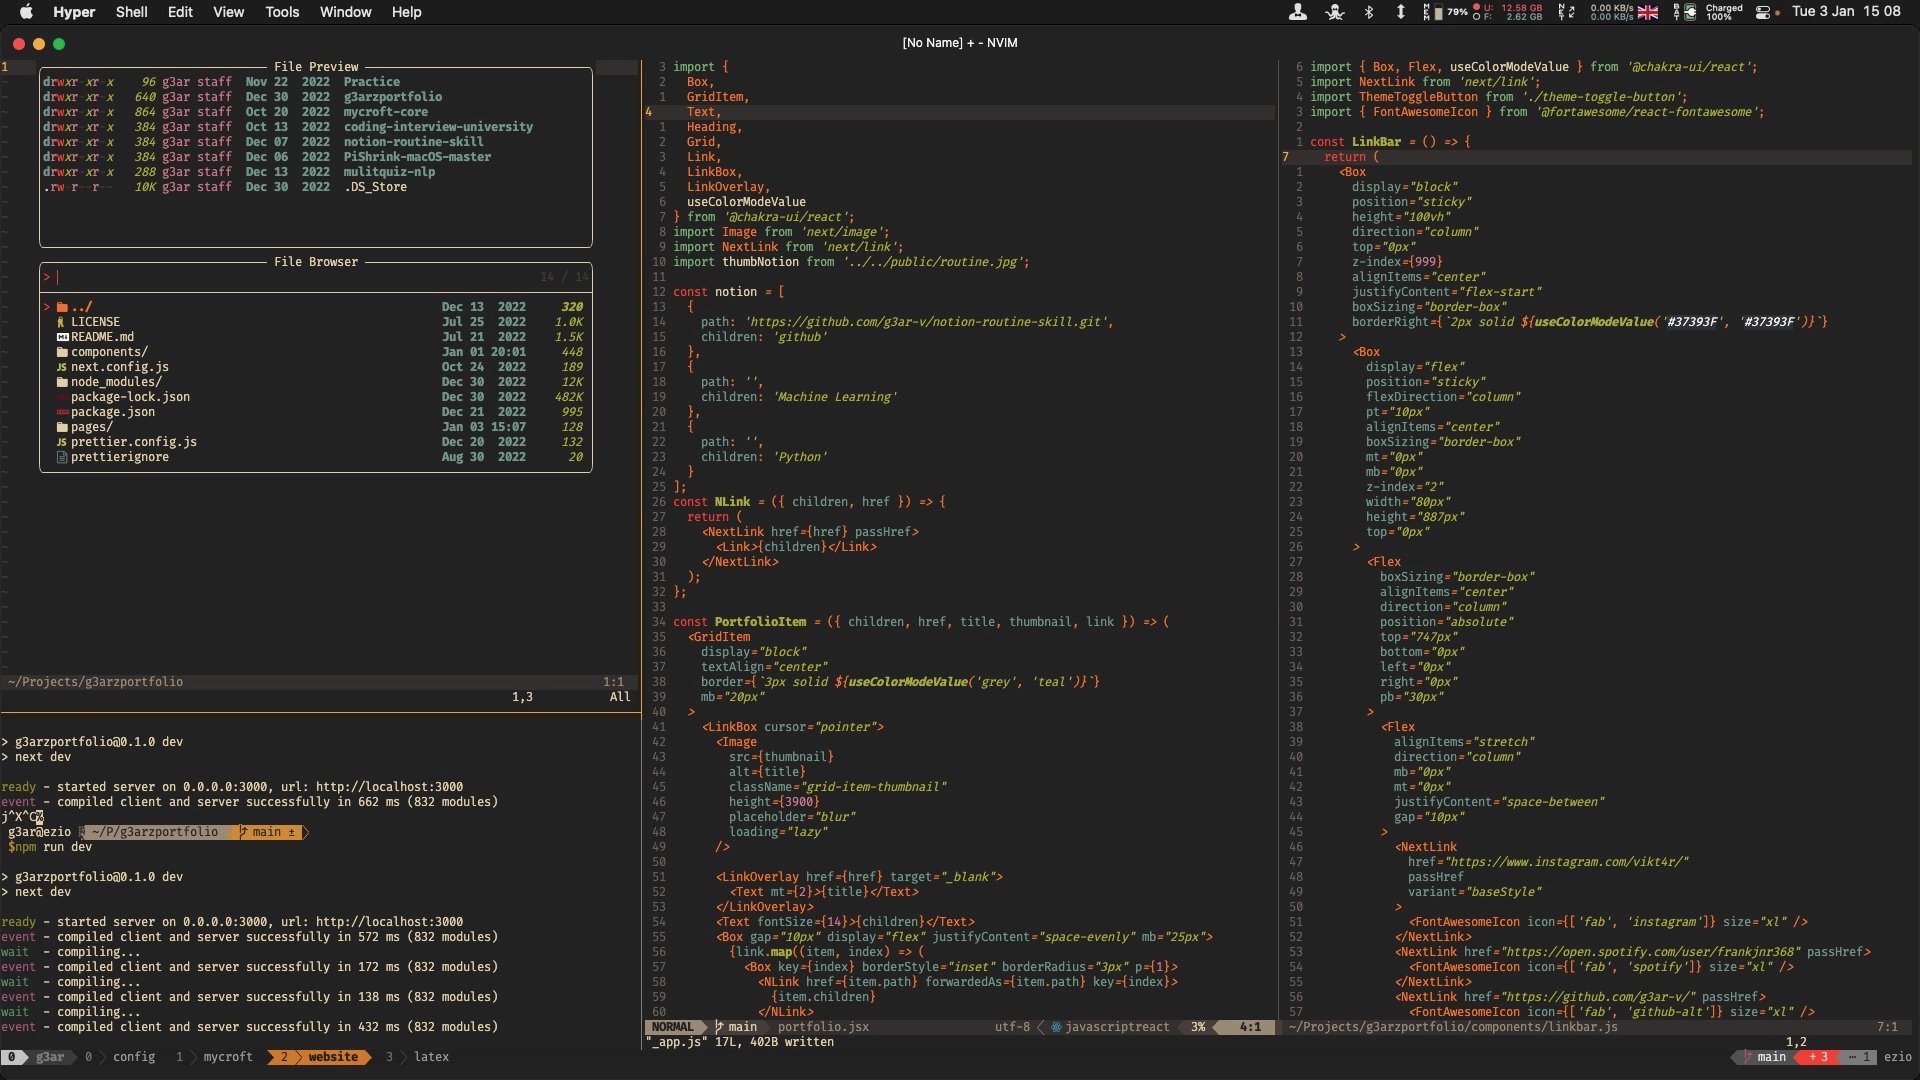 Hyper Shell Edit View Tools Window Help
79% U: 12.58 GB F: 2.62 GB 0.00 KB/s 0.00 KB/s Charged 100% Tue 3 Jan 15 08
[No Name] + - NVIM
1
File Preview
drwxr-xr-x 96 g3ar staff Nov 22 2022 Practice
drwxr-xr-x 640 g3ar staff Dec 30 2022 g3arzportfolio
drwxr-xr-x 864 g3ar staff Oct 20 2022 mycroft-core
drwxr-xr-x 384 g3ar staff Oct 13 2022 coding-interview-university
drwxr-xr-x 384 g3ar staff Dec 07 2022 notion-routine-skill
drwxr-xr-x 384 g3ar staff Dec 06 2022 PiShrink-macOS-master
drwxr-xr-x 288 g3ar staff Dec 13 2022 mulitquiz-nlp
.rw-r--r-- 10K g3ar staff Dec 30 2022 .DS_Store
File Browser
> 14 / 14
> ../ Dec 13 2022 320
LICENSE Jul 25 2022 1.0K
README.md Jul 21 2022 1.5K
components/ Jan 01 20:01 448
JS next.config.js Oct 24 2022 189
node_modules/ Dec 30 2022 12K
package-lock.json Dec 30 2022 482K
package.json Dec 21 2022 995
pages/ Jan 03 15:07 128
JS prettier.config.js Dec 20 2022 132
prettierignore Aug 30 2022 20
~/Projects/g3arzportfolio 1:1
1,3 All
> g3arzportfolio@0.1.0 dev
> next dev
ready - started server on 0.0.0.0:3000, url: http://localhost:3000
event - compiled client and server successfully in 662 ms (832 modules)
j^X^C%
g3ar@ezio ~/P/g3arzportfolio main ±
$npm run dev
> g3arzportfolio@0.1.0 dev
> next dev
ready - started server on 0.0.0.0:3000, url: http://localhost:3000
event - compiled client and server successfully in 572 ms (832 modules)
wait - compiling...
event - compiled client and server successfully in 172 ms (832 modules)
wait - compiling...
event - compiled client and server successfully in 138 ms (832 modules)
wait - compiling...
event - compiled client and server successfully in 432 ms (832 modules)
3 import {
2 Box,
1 GridItem,
4 Text,
1 Heading,
2 Grid,
3 Link,
4 LinkBox,
5 LinkOverlay,
6 useColorModeValue
7 } from '@chakra-ui/react';
8 import Image from 'next/image';
9 import NextLink from 'next/link';
10 import thumbNotion from '../../public/routine.jpg';
11
12 const notion = [
13 {
14 path: 'https://github.com/g3ar-v/notion-routine-skill.git',
15 children: 'github'
16 },
17 {
18 path: '',
19 children: 'Machine Learning'
20 },
21 {
22 path: '',
23 children: 'Python'
24 }
25 ];
26 const NLink = ({ children, href }) => {
27 return (
28 <NextLink href={href} passHref>
29 <Link>{children}</Link>
30 </NextLink>
31 );
32 };
33
34 const PortfolioItem = ({ children, href, title, thumbnail, link }) => (
35 <GridItem
36 display="block"
37 textAlign="center"
38 border={`3px solid ${useColorModeValue('grey', 'teal')}`}
39 mb="20px"
40 >
41 <LinkBox cursor="pointer">
42 <Image
43 src={thumbnail}
44 alt={title}
45 className="grid-item-thumbnail"
46 height={3900}
47 placeholder="blur"
48 loading="lazy"
49 />
50
51 <LinkOverlay href={href} target="_blank">
52 <Text mt={2}>{title}</Text>
53 </LinkOverlay>
54 <Text fontSize={14}>{children}</Text>
55 <Box gap="10px" display="flex" justifyContent="space-evenly" mb="25px">
56 {link.map((item, index) => (
57 <Box key={index} borderStyle="inset" borderRadius="3px" p={1}>
58 <NLink href={item.path} forwardedAs={item.path} key={index}>
59 {item.children}
60 </NLink>
NORMAL main portfolio.jsx utf-8 javascriptreact 3% 4:1
"_app.js" 17L, 402B written
6 import { Box, Flex, useColorModeValue } from '@chakra-ui/react';
5 import NextLink from 'next/link';
4 import ThemeToggleButton from './theme-toggle-button';
3 import { FontAwesomeIcon } from '@fortawesome/react-fontawesome';
2
1 const LinkBar = () => {
7 return (
1 <Box
2 display="block"
3 position="sticky"
4 height="100vh"
5 direction="column"
6 top="0px"
7 z-index={999}
8 alignItems="center"
9 justifyContent="flex-start"
10 boxSizing="border-box"
11 borderRight={`2px solid ${useColorModeValue('#37393F', '#37393F')}`}
12 >
13 <Box
14 display="flex"
15 position="sticky"
16 flexDirection="column"
17 pt="10px"
18 alignItems="center"
19 boxSizing="border-box"
20 mt="0px"
21 mb="0px"
22 z-index="2"
23 width="80px"
24 height="887px"
25 top="0px"
26 >
27 <Flex
28 boxSizing="border-box"
29 alignItems="center"
30 direction="column"
31 position="absolute"
32 top="747px"
33 bottom="0px"
34 left="0px"
35 right="0px"
36 pb="30px"
37 >
38 <Flex
39 alignItems="stretch"
40 direction="column"
41 mb="0px"
42 mt="0px"
43 justifyContent="space-between"
44 gap="10px"
45 >
46 <NextLink
47 href="https://www.instagram.com/vikt4r/"
48 passHref
49 variant="baseStyle"
50 >
51 <FontAwesomeIcon icon={['fab', 'instagram']} size="xl" />
52 </NextLink>
53 <NextLink href="https://open.spotify.com/user/frankjnr368" passHref>
54 <FontAwesomeIcon icon={['fab', 'spotify']} size="xl" />
55 </NextLink>
56 <NextLink href="https://github.com/g3ar-v/" passHref>
57 <FontAwesomeIcon icon={['fab', 'github-alt']} size="xl" />
~/Projects/g3arzportfolio/components/linkbar.js 7:1
1,2
0 g3ar 0 config 1 mycroft 2 website 3 latex main +3 1 ezio